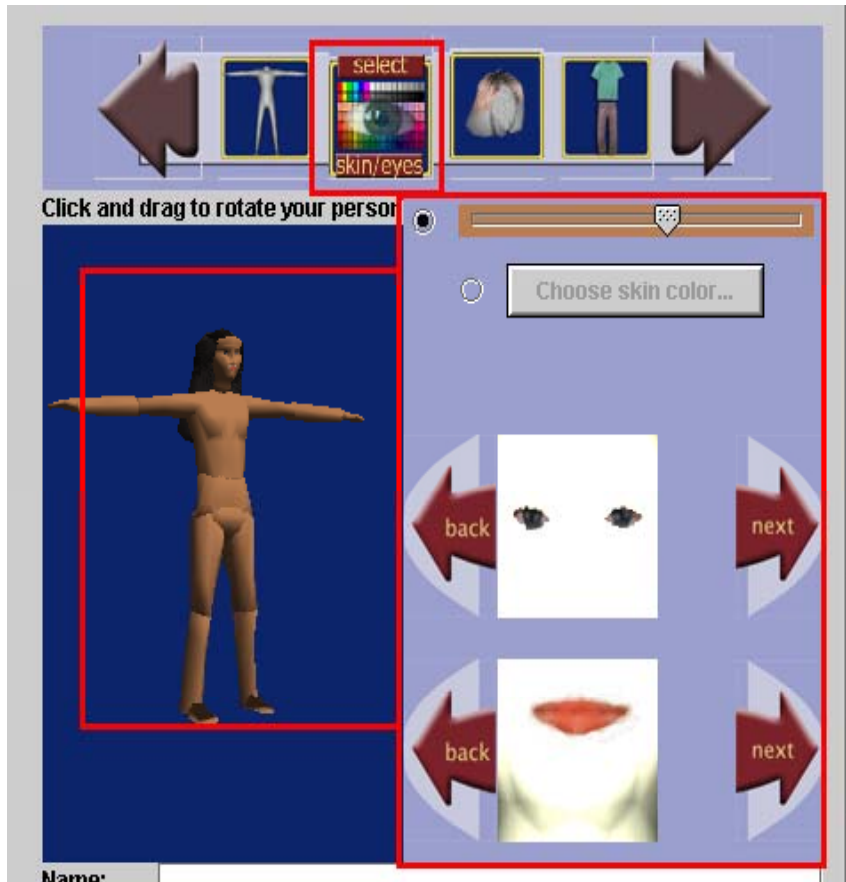 select
skin/eyes
Click and drag to rotate your person
Choose skin color...
back
next
back
next
Name: